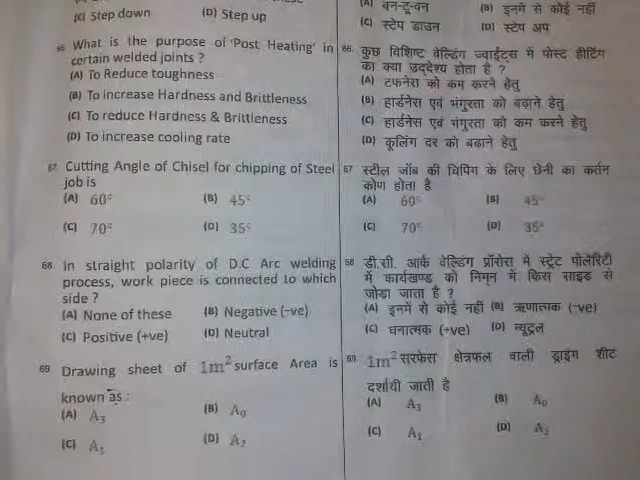 (C) Step down (D) Step up
66 What is the purpose of 'Post Heating' in
certain welded joints ?
(A) To Reduce toughness
(B) To increase Hardness and Brittleness
(C) To reduce Hardness & Brittleness
(D) To increase cooling rate
67 Cutting Angle of Chisel for chipping of Steel
job is
(A) 60° (B) 45°
(C) 70° (D) 35°
68 In straight polarity of D.C Arc welding
process, work piece is connected to which
side ?
(A) None of these (B) Negative (–ve)
(C) Positive (+ve) (D) Neutral
69 Drawing sheet of 1m² surface Area is
known as :
(A) A₃ (B) A₀
(C) A₁ (D) A₂
(A) वन-टू-वन (B) इनमें से कोई नहीं
(C) स्टेप डाउन (D) स्टेप अप
66 कुछ विशिष्ट वेल्डिंग ज्वाईंटस में पोस्ट हीटिंग
का क्या उद्देश्य होता है ?
(A) टफनेस को कम करने हेतु
(B) हार्डनेस एवं भंगुरता को बढ़ाने हेतु
(C) हार्डनेस एवं भंगुरता को कम करने हेतु
(D) कूलिंग दर को बढाने हेतु
67 स्टील जॉब की चिपिंग के लिए छेनी का कर्तन
कोण होता है
(A) 60° (B) 45°
(C) 70° (D) 35°
68 डी.सी. आर्क वेल्डिंग प्रॉसेस में स्ट्रेट पोलेरिटी
में कार्यखण्ड को निम्न में किस साइड से
जोड़ा जाता है ?
(A) इनमें से कोई नहीं (B) ऋणात्मक (–ve)
(C) धनात्मक (+ve) (D) न्यूट्रल
69 1m² सरफेस क्षेत्रफल वाली ड्राइंग शीट
दर्शायी जाती है
(A) A₃ (B) A₀
(C) A₁ (D) A₂